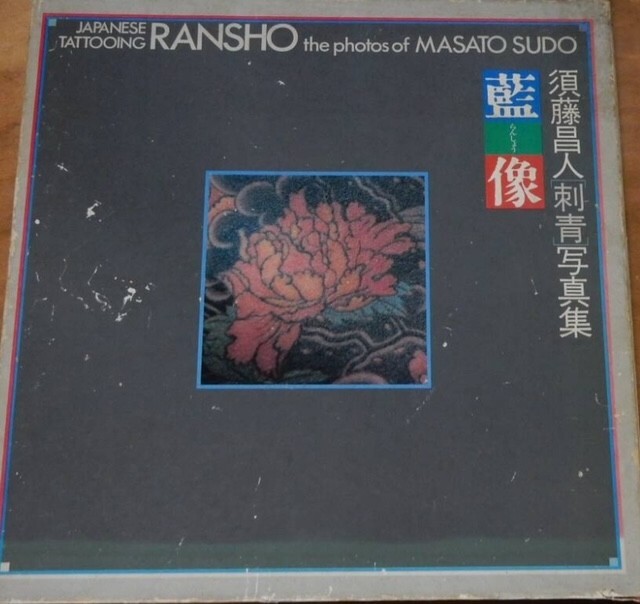 JAPANESE
TATTOOING RANSHO the photos of MASATO SUDO
須藤昌人[刺青]写真集
藍
らんしょう
像